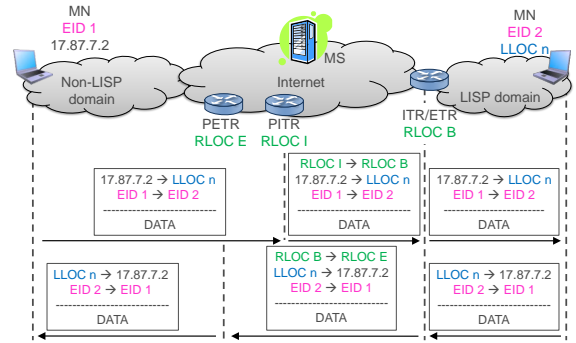 MN
EID 1
17.87.7.2
MS
MN
EID 2
LLOC n
Non-LISP
domain
Internet
LISP domain
PETR
RLOC E
PITR
RLOC I
ITR/ETR
RLOC B
17.87.7.2 → LLOC n
EID 1 → EID 2
---------------------------
DATA
RLOC I → RLOC B
17.87.7.2 → LLOC n
EID 1 → EID 2
---------------------------
DATA
17.87.7.2 → LLOC n
EID 1 → EID 2
---------------------------
DATA
LLOC n → 17.87.7.2
EID 2 → EID 1
---------------------------
DATA
RLOC B → RLOC E
LLOC n → 17.87.7.2
EID 2 → EID 1
---------------------------
DATA
LLOC n → 17.87.7.2
EID 2 → EID 1
---------------------------
DATA